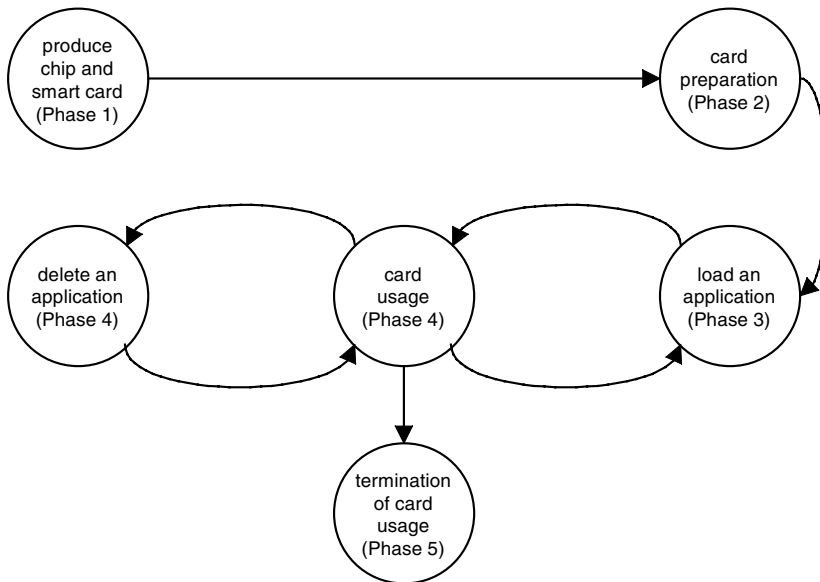 produce
chip and
smart card
(Phase 1)
card
preparation
(Phase 2)
delete an
application
(Phase 4)
card
usage
(Phase 4)
load an
application
(Phase 3)
termination
of card
usage
(Phase 5)